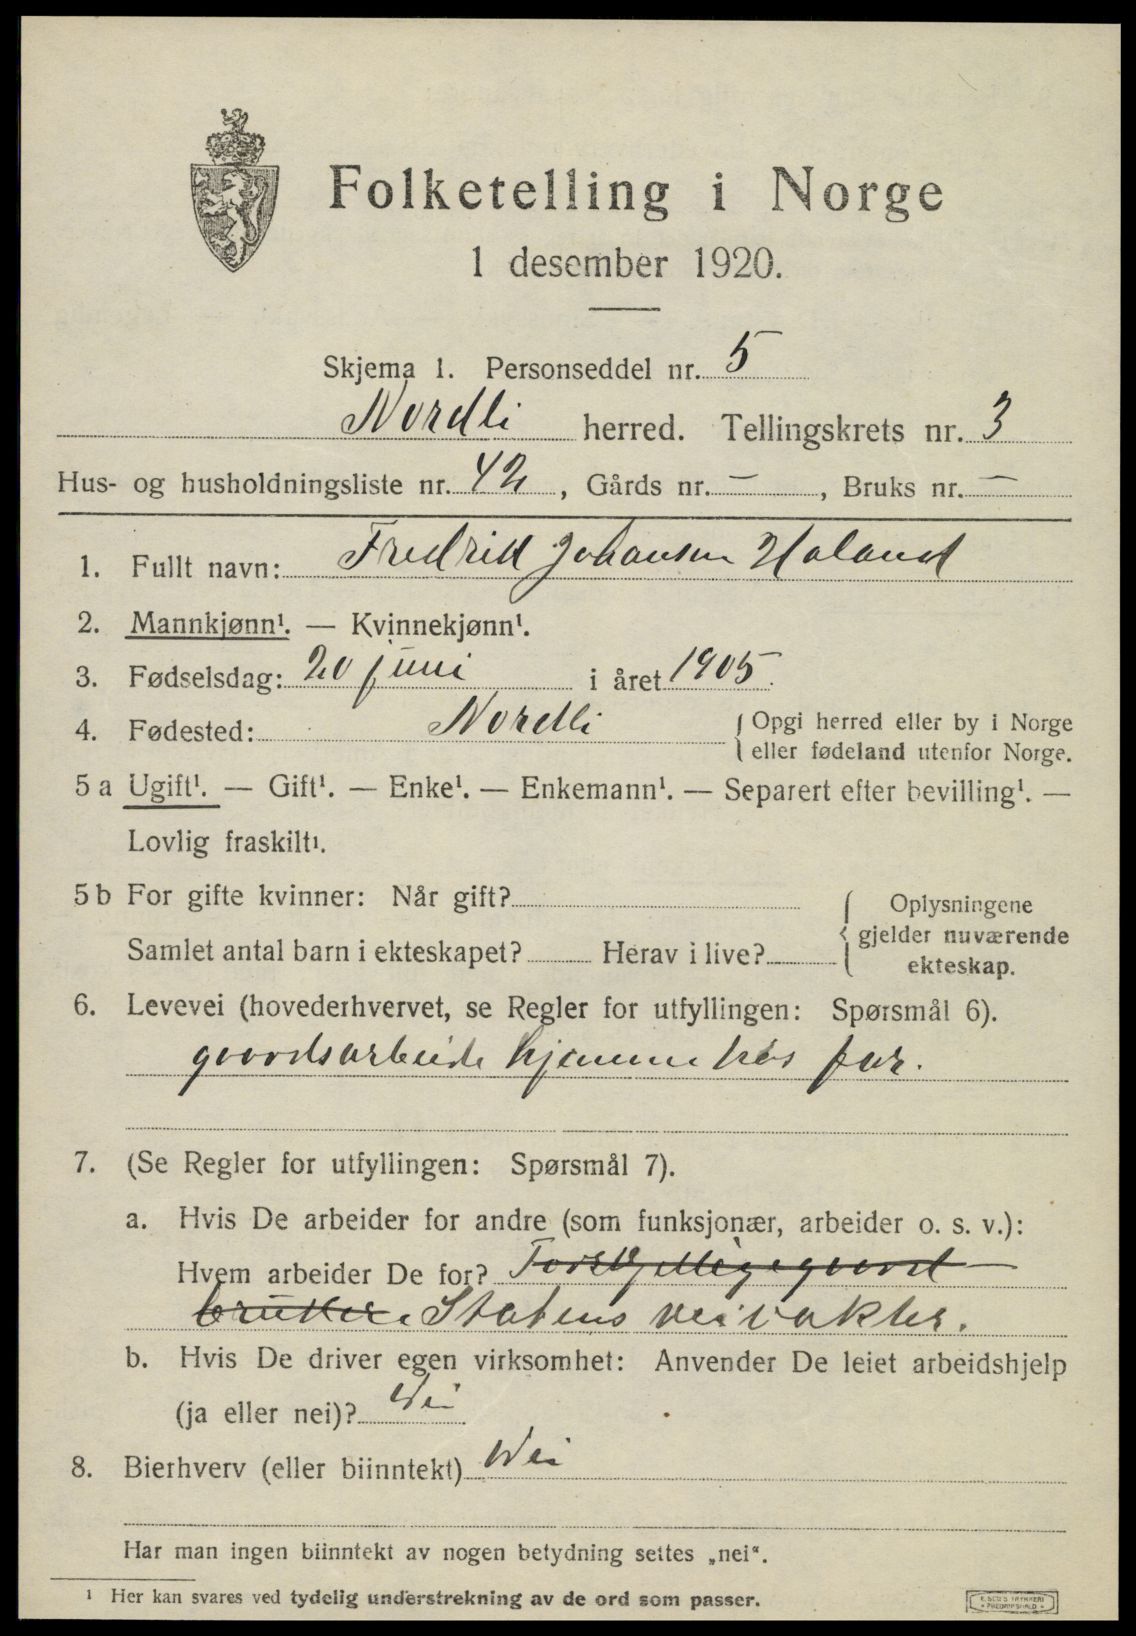 Folketelling i Norge
1 desember 1920.
Skjema 1. Personseddel nr. 5
Nordli herred. Tellingskrets nr. 3
Hus- og husholdningsliste nr. 42, Gårds nr. —, Bruks nr. —
1. Fullt navn: Fredrik Johansen Holand
2. Mannkjønn¹. — Kvinnekjønn¹.
3. Fødselsdag: 20 juni i året 1905.
4. Fødested: Nordli { Opgi herred eller by i Norge
eller fødeland utenfor Norge.
5 a Ugift¹. — Gift¹. — Enke¹. — Enkemann¹. — Separert efter bevilling¹. —
Lovlig fraskilt¹.
5 b For gifte kvinner: Når gift?
Samlet antal barn i ekteskapet? Herav i live?
{ Oplysningene
gjelder nuværende
ekteskap.
6. Levevei (hovederhvervet, se Regler for utfyllingen: Spørsmål 6).
goardsarbeide hjemme hos far.
7. (Se Regler for utfyllingen: Spørsmål 7).
a. Hvis De arbeider for andre (som funksjonær, arbeider o. s. v.):
Hvem arbeider De for? Forskjellige goard
bruker. Statens veivokter.
b. Hvis De driver egen virksomhet: Anvender De leiet arbeidshjelp
(ja eller nei)? Nei
8. Bierhverv (eller biinntekt) Nei
Har man ingen biinntekt av nogen betydning settes „nei“.
¹ Her kan svares ved tydelig understrekning av de ord som passer.